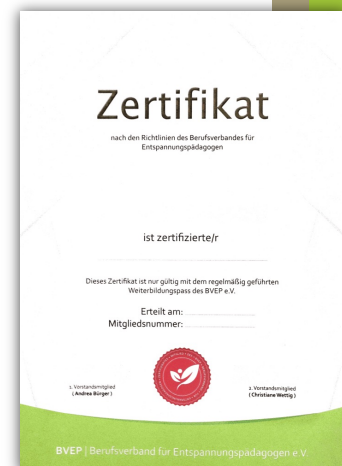 Zertifikat
nach den Richtlinien des Berufsverbandes für
Entspannungspädagogen
ist zertifizierte/r
Dieses Zertifikat ist nur gültig mit dem regelmäßig geführten
Weiterbildungspass des BVEP e.V.
Erteilt am:
Mitgliedsnummer:
1. Vorstandsmitglied
( Andrea Bürger )
2. Vorstandsmitglied
( Christiane Wettig )
BVEP | Berufsverband für Entspannungspädagogen e.V.